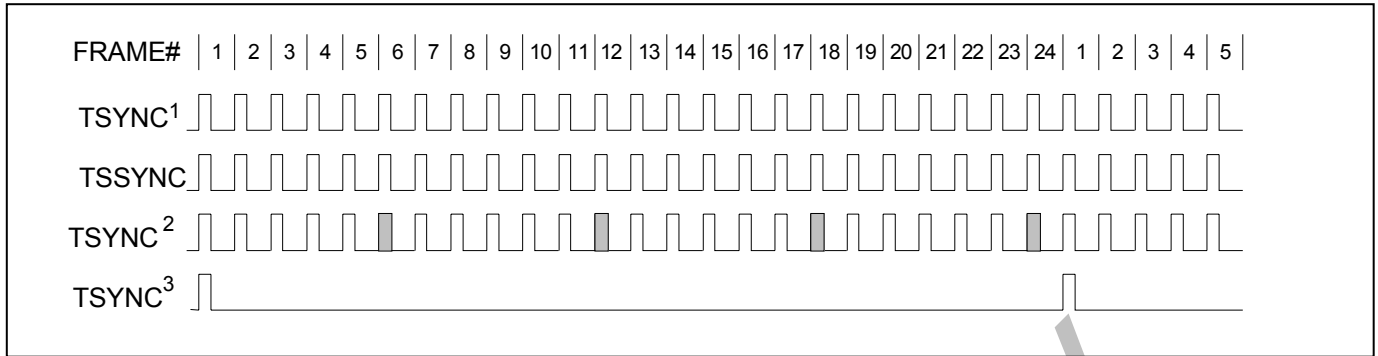 FRAME# 1 2 3 4 5 6 7 8 9 10 11 12 13 14 15 16 17 18 19 20 21 22 23 24 1 2 3 4 5
TSYNC1
TSSYNC
TSYNC2
TSYNC3